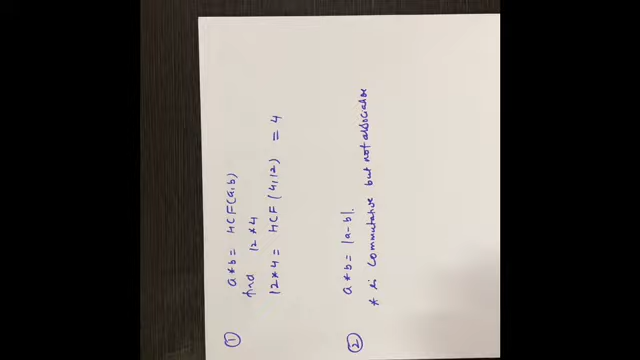 ① a * b = HCF(a,b)
find 12 * 4
12 * 4 = HCF (4,12) = 4
② a * b = |a-b|.
* is commutative but not associative